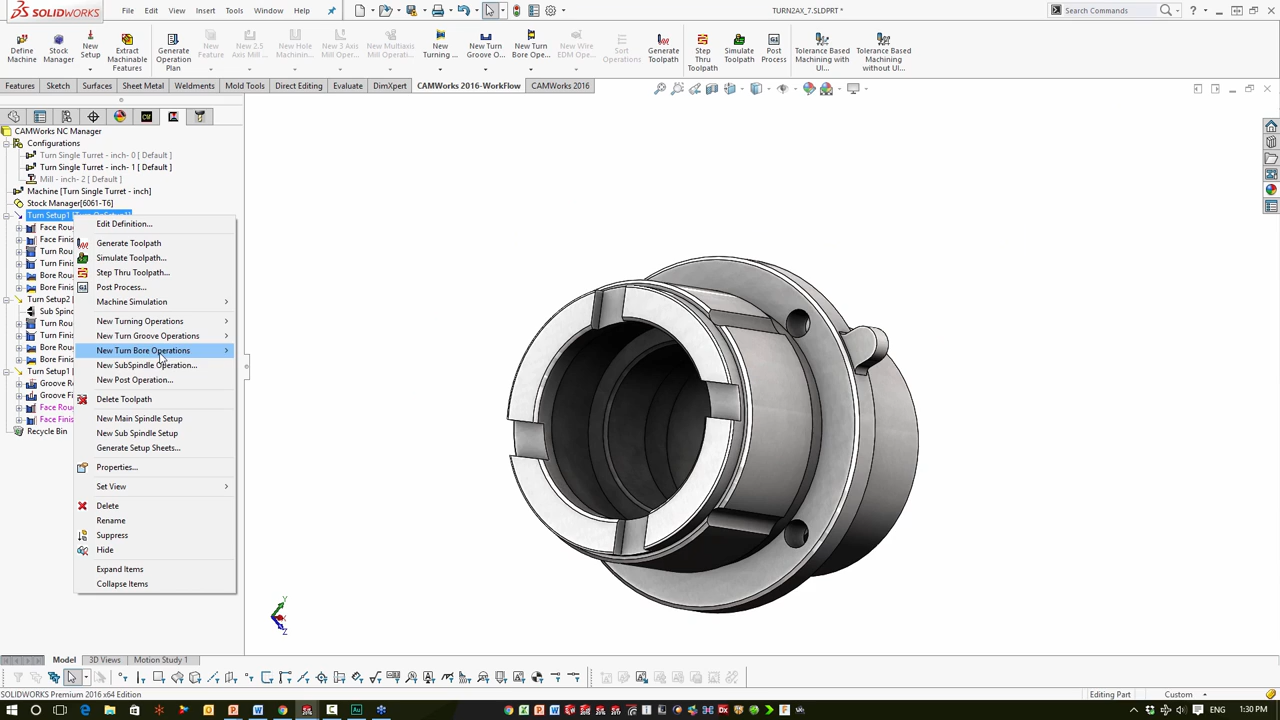 SOLIDWORKS
File
Edit
View
Insert
Tools
Window
Help
TURN2AX_7.SLDPRT *
Search Commands
Define Machine
Stock Manager
New Setup
Extract Machinable Features
Generate Operation Plan
New Feature
New 2.5 Axis Mill ...
New Hole Machinin...
New 3 Axis Mill Oper...
New Multiaxis Mill Operati...
New Turning ...
New Turn Groove O...
New Turn Bore Ope...
New Wire EDM Ope...
Sort Operations
Generate Toolpath
Step Thru Toolpath
Simulate Toolpath
Post Process
Tolerance Based Machining with UI...
Tolerance Based Machining without UI...
Features
Sketch
Surfaces
Sheet Metal
Weldments
Mold Tools
Direct Editing
Evaluate
DimXpert
CAMWorks 2016-WorkFlow
CAMWorks 2016
CAMWorks NC Manager
Configurations
Turn Single Turret - inch- 0 [ Default ]
Turn Single Turret - inch- 1 [ Default ]
Mill - inch- 2 [ Default ]
Machine [Turn Single Turret - inch]
Stock Manager[6061-T6]
Turn Setup1
Face Rou
Face Finis
Turn Rou
Turn Finis
Bore Rou
Bore Finis
Turn Setup2
Sub Spind
Turn Rou
Turn Finis
Bore Rou
Bore Finis
Turn Setup1
Groove R
Groove Fi
Face Rou
Face Finis
Recycle Bin
Edit Definition...
Generate Toolpath
Simulate Toolpath...
Step Thru Toolpath...
Post Process...
Machine Simulation
New Turning Operations
New Turn Groove Operations
New Turn Bore Operations
New SubSpindle Operation...
New Post Operation...
Delete Toolpath
New Main Spindle Setup
New Sub Spindle Setup
Generate Setup Sheets...
Properties...
Set View
Delete
Rename
Suppress
Hide
Expand Items
Collapse Items
Y
Z
Model
3D Views
Motion Study 1
SOLIDWORKS Premium 2016 x64 Edition
Editing Part
Custom
1:30 PM